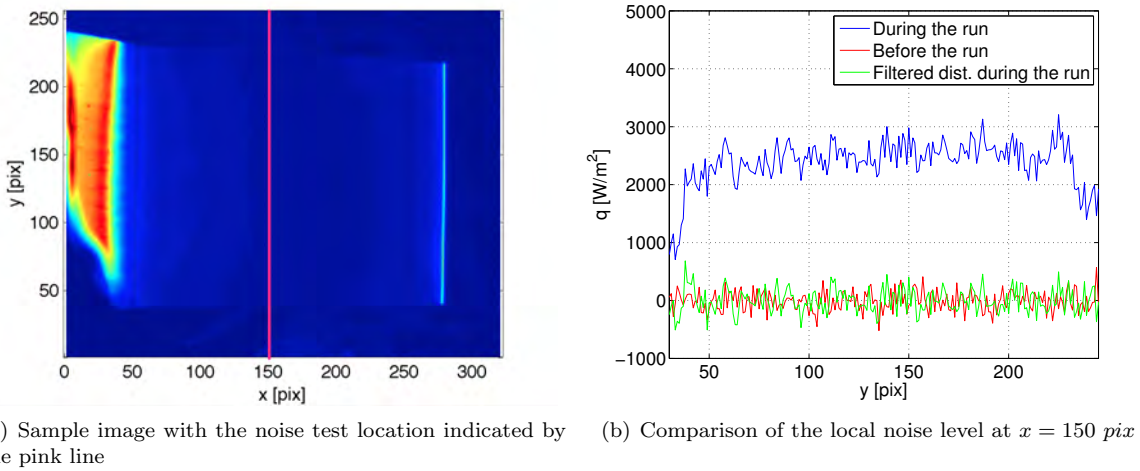 250
200
150
100
50
0
50
100
150
200
250
300
y [pix]
x [pix]
) Sample image with the noise test location indicated by
e pink line
5000
4000
3000
2000
1000
0
−1000
50
100
150
200
q [W/m²]
y [pix]
During the run
Before the run
Filtered dist. during the run
(b) Comparison of the local noise level at x = 150 pix